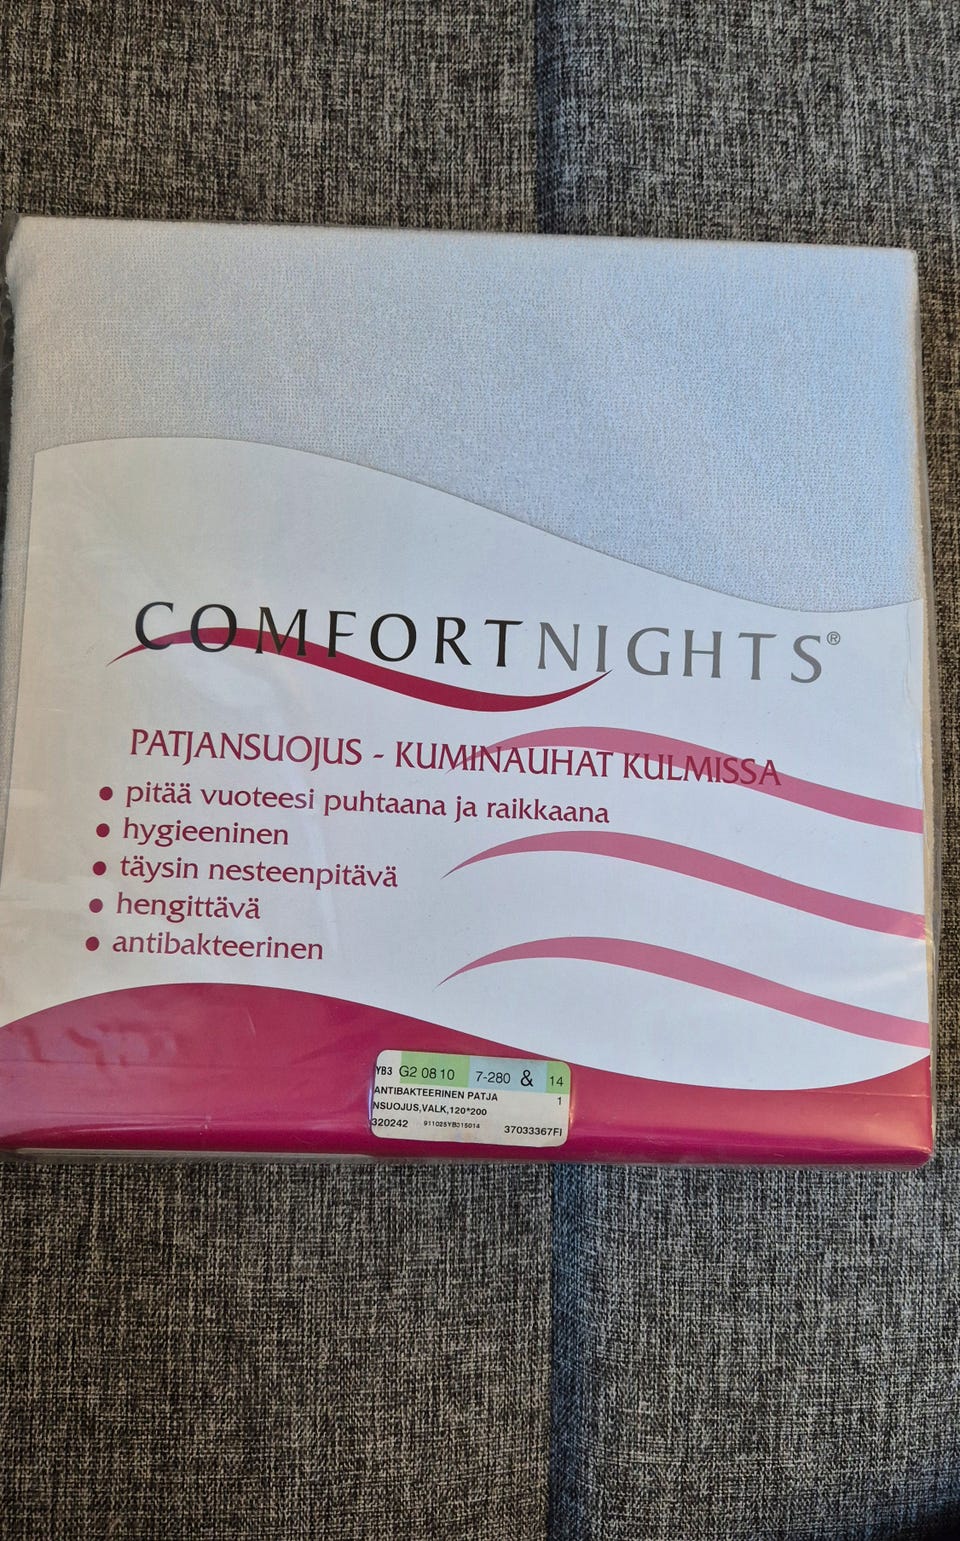 COMFORTNIGHTS®
PATJANSUOJUS - KUMINAUHAT KULMISSA
• pitää vuoteesi puhtaana ja raikkaana
• hygieeninen
• täysin nesteenpitävä
• hengittävä
• antibakteerinen
YB3 G2 08 10 7-280 & 14
ANTIBAKTEERINEN PATJA 1
NSUOJUS,VALK,120*200
320242 911025YB315014 37033367FI